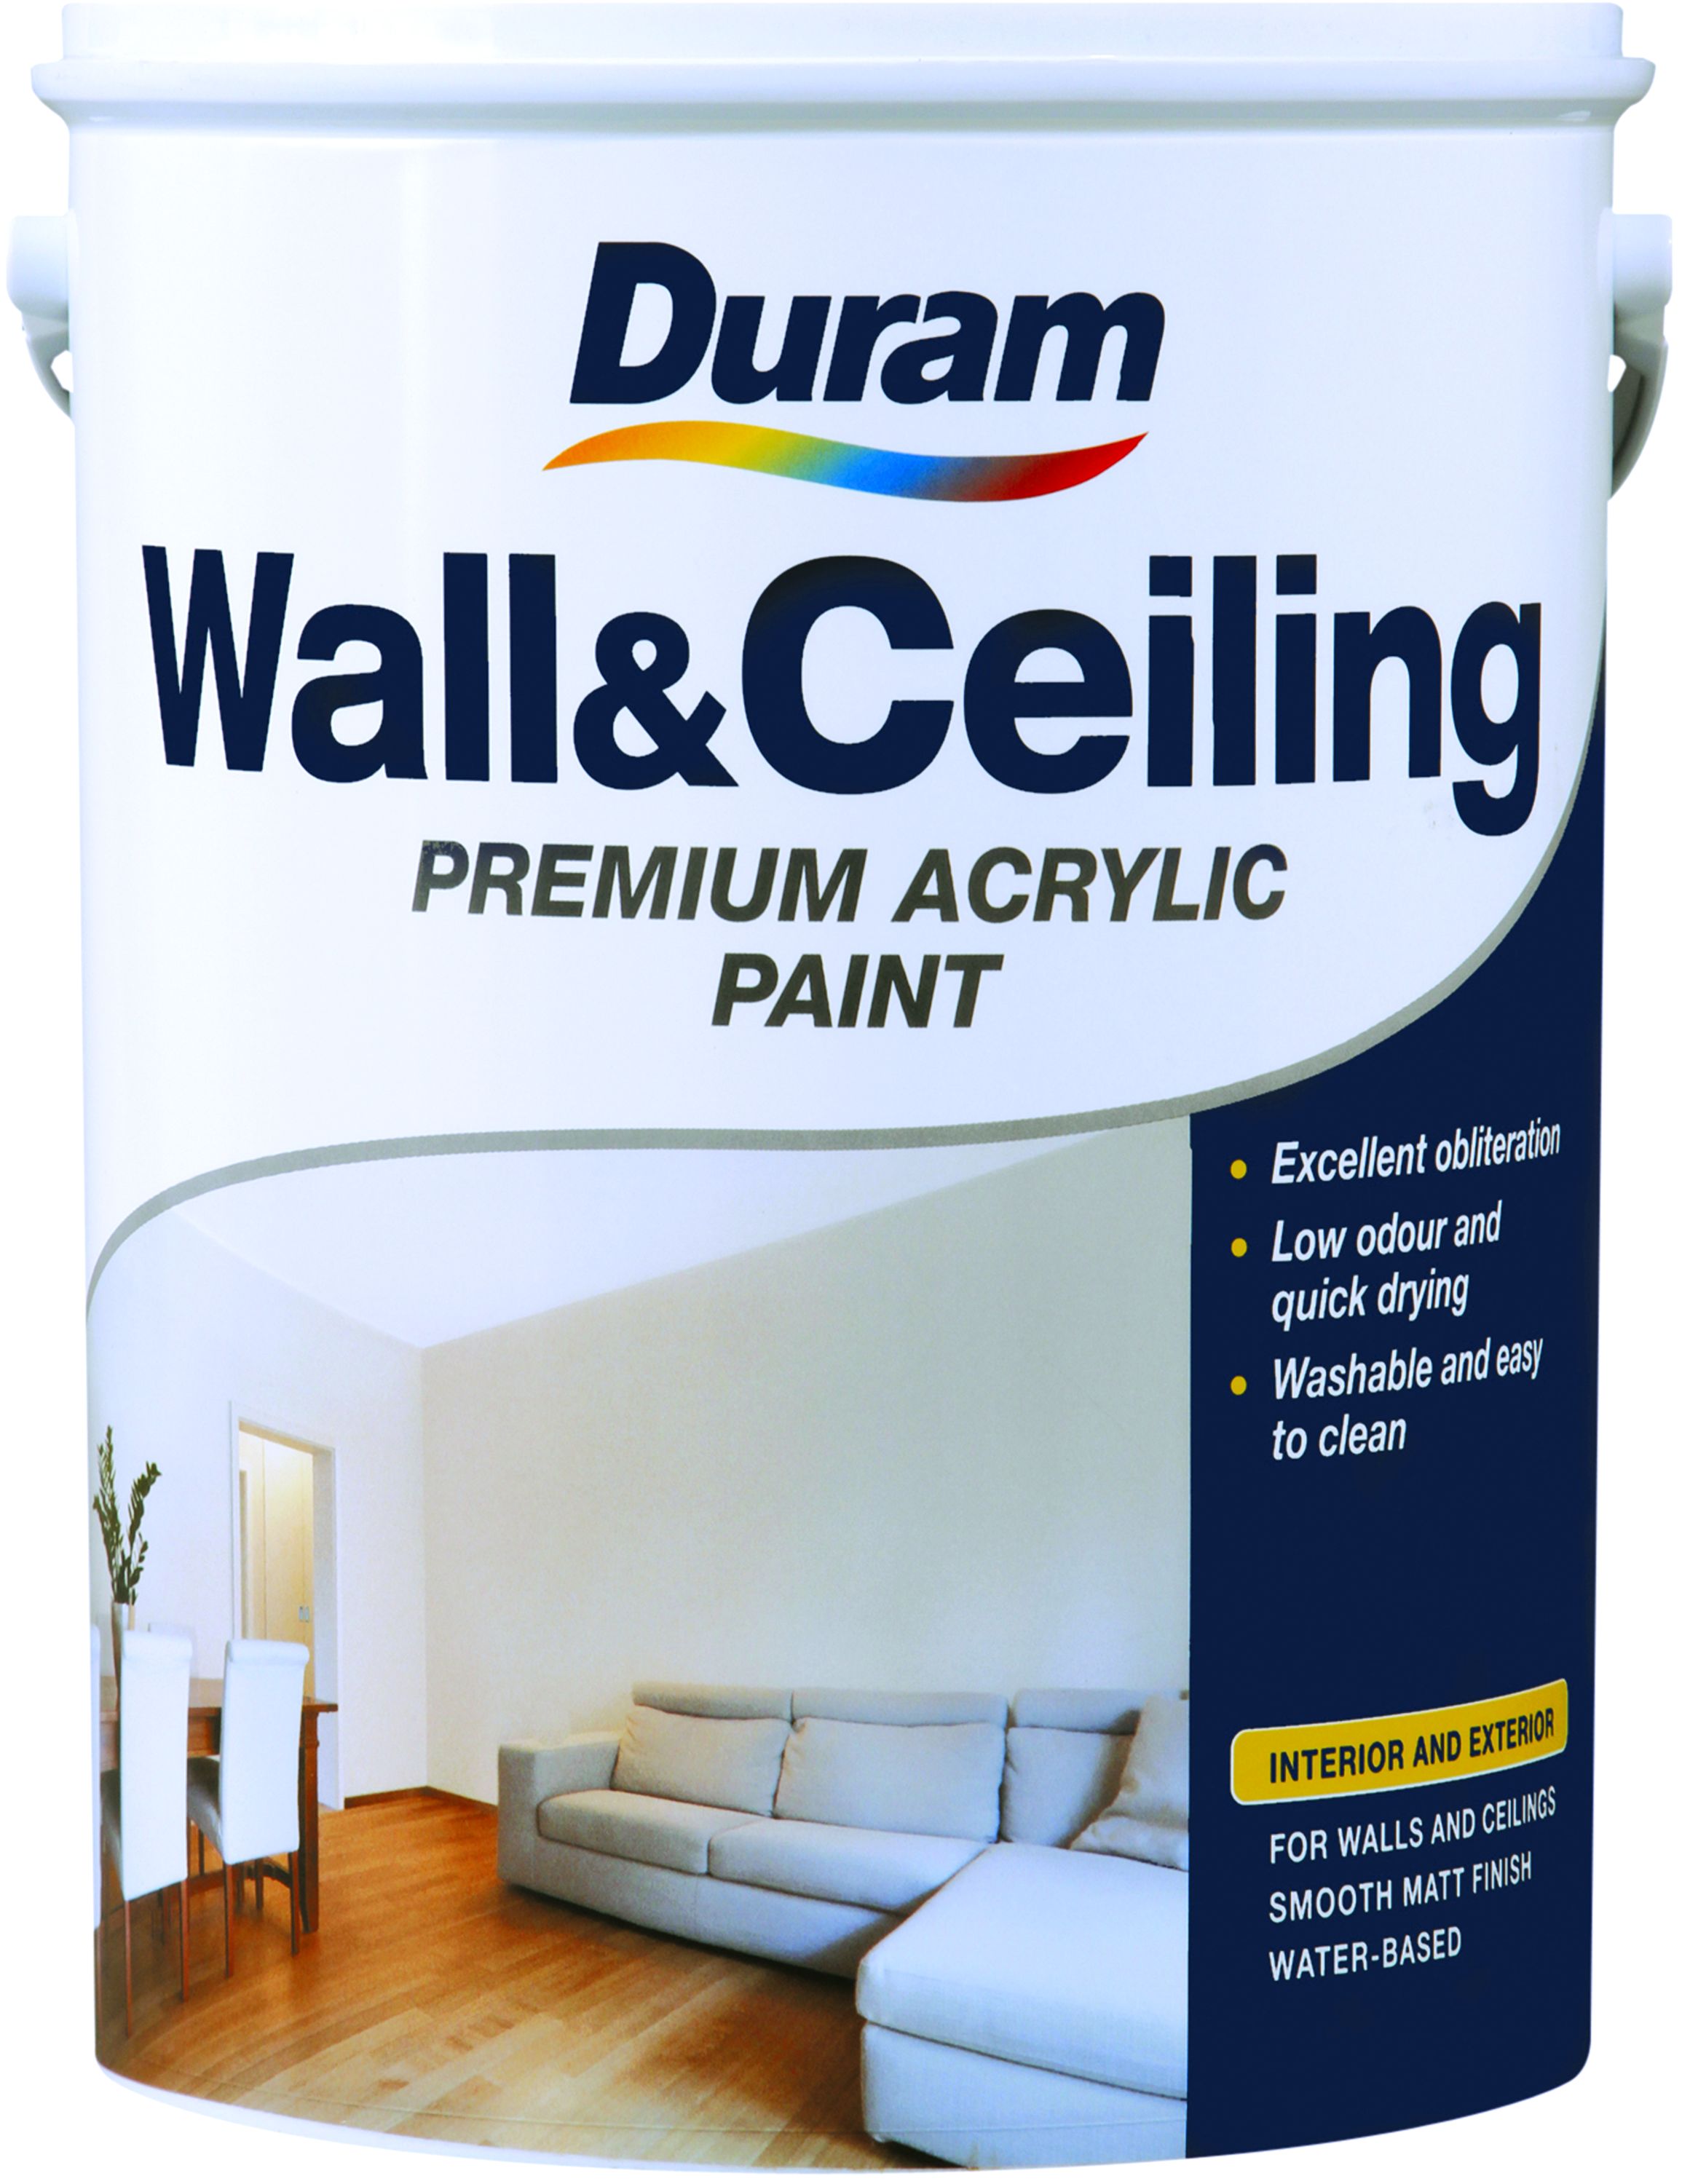 Duram
Wall&Ceiling
PREMIUM ACRYLIC
PAINT
• Excellent obliteration
• Low odour and
quick drying
• Washable and easy
to clean
INTERIOR AND EXTERIOR
FOR WALLS AND CEILINGS
SMOOTH MATT FINISH
WATER-BASED